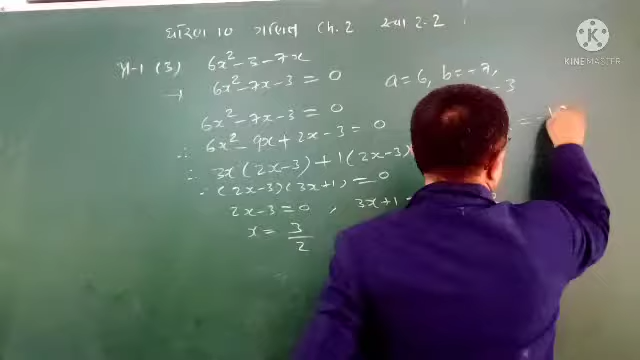 ધોરણ 10 ગણિત Ch. 2 સ્વા 2.2
પ્ર-1 (3) 6x² - 3 - 7x
→ 6x² - 7x - 3 = 0
a = 6, b = -7,
- 3
6x² - 7x - 3 = 0
∴ 6x² - 9x + 2x - 3 = 0
∴ 3x (2x - 3) + 1 (2x - 3)
∴ (2x - 3) (3x + 1) = 0
2x - 3 = 0 , 3x + 1
x = 3/2
KINEMASTER